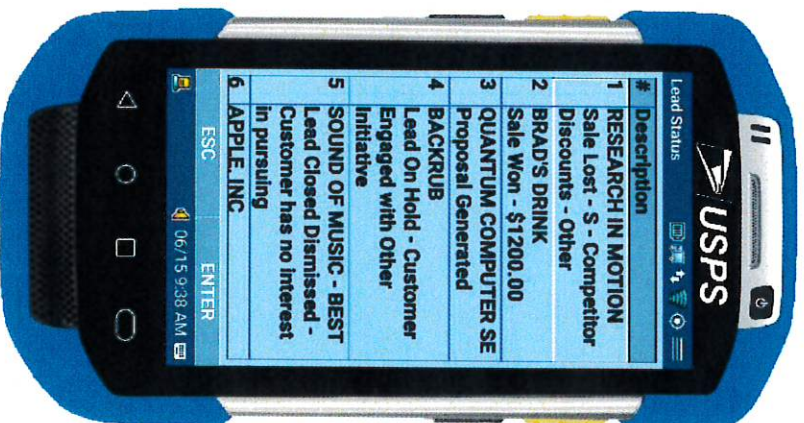 USPS
Lead Status
# Description
1 RESEARCH IN MOTION
Sale Lost - S - Competitor
Discounts - Other
2 BRAD'S DRINK
Sale Won - $1200.00
3 QUANTUM COMPUTER SE
Proposal Generated
4 BACKRUB
Lead On Hold - Customer
Engaged with Other
Initiative
5 SOUND OF MUSIC - BEST
Lead Closed Dismissed -
Customer has no interest
in pursuing
6 APPLE, INC
ESC ENTER
06/15 9:38 AM